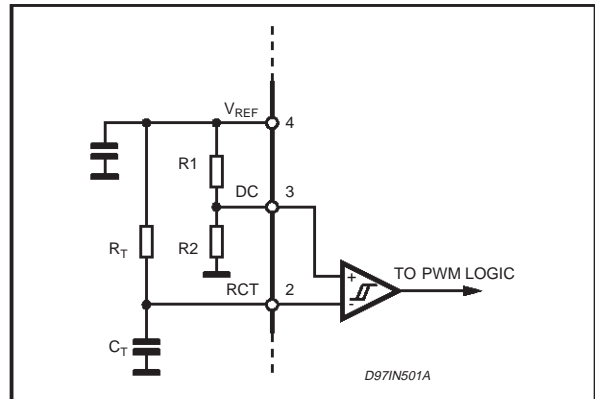 VREF
4
R1
DC
3
RT
R2
TO PWM LOGIC
+
-
RCT
2
CT
D97IN501A